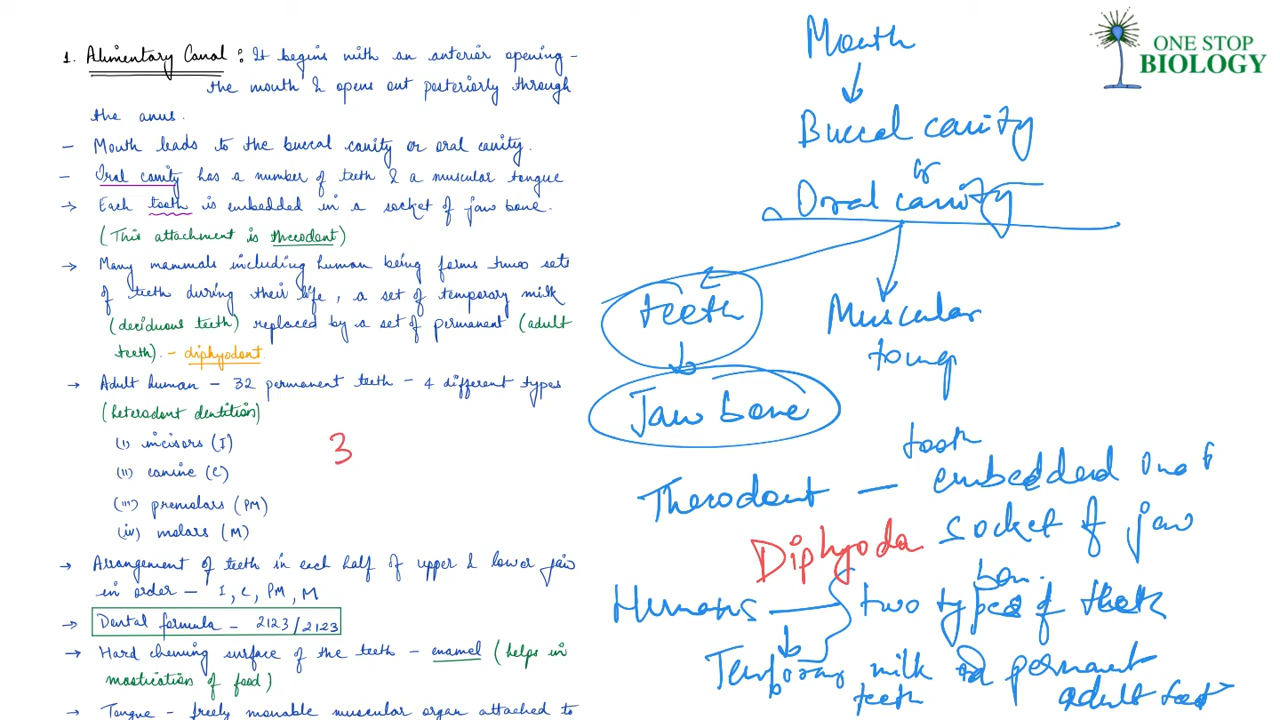 1. Alimentary Canal : It begins with an anterior opening -
the mouth & opens out posteriorly through
the anus.
- Mouth leads to the buccal cavity or oral cavity.
- Oral cavity has a number of teeth & a muscular tongue
→ Each teeth is embedded in a socket of jaw bone.
(This attachment is thecodont)
→ Many mammals including human being forms two sets
of teeth during their life, a set of temporary milk
(deciduous teeth) replaced by a set of permanent (adult
teeth). - diphyodont
→ Adult human - 32 permanent teeth - 4 different types
(heterodont dentition)
(i) incisors (I)
(ii) canine (C)
(iii) premolars (PM)
(iv) molars (M)
3
→ Arrangement of teeth in each half of upper & lower jaw
in order - I, C, PM, M
→ Dental formula - 2123/2123
→ Hard chewing surface of the teeth - enamel (helps in
mastication of food)
→ Tongue - freely movable muscular organ attached to
Mouth
↓
Buccal cavity
or
Oral cavity
teeth
Muscular
tong
Jaw bone
tooth
Thecodont — embedded
socket of jaw
bon.
Diphyoda
Humans — two types of
Temporary milk permanent
teeth adult
ONE STOP
BIOLOGY